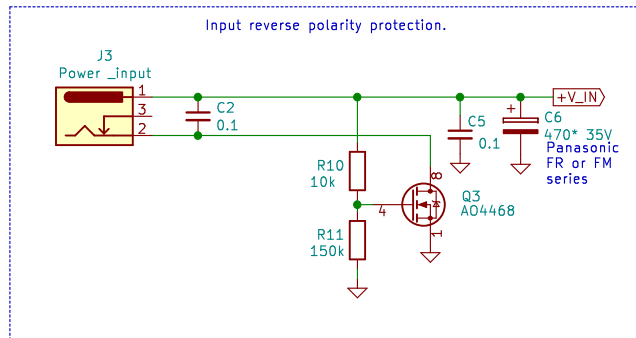 Input reverse polarity protection.
J3
Power _input
1
3
2
C2
0.1
+V_IN
C5
0.1
C6
470* 35V
Panasonic
FR or FM
series
R10
10k
8
Q3
AO4468
4
1
R11
150k